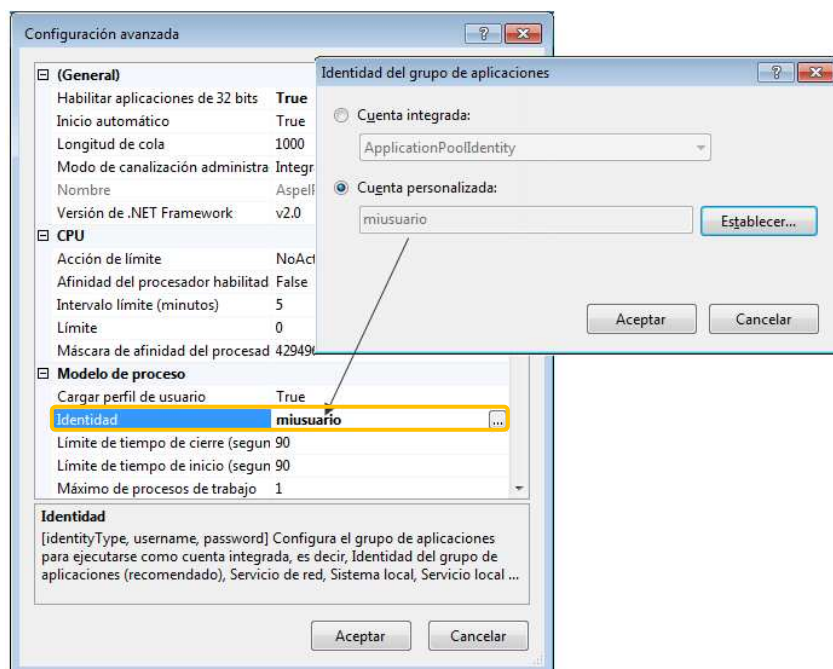 Configuración avanzada
(General)
Habilitar aplicaciones de 32 bits True
Inicio automático True
Longitud de cola 1000
Modo de canalización administra Integr
Nombre Aspel
Versión de .NET Framework v2.0
CPU
Acción de límite NoAct
Afinidad del procesador habilitad False
Intervalo límite (minutos) 5
Límite 0
Máscara de afinidad del procesad 42949
Modelo de proceso
Cargar perfil de usuario True
Identidad miusuario ...
Límite de tiempo de cierre (segun 90
Límite de tiempo de inicio (segun 90
Máximo de procesos de trabajo 1
Identidad
[identityType, username, password] Configura el grupo de aplicaciones
para ejecutarse como cuenta integrada, es decir, Identidad del grupo de
aplicaciones (recomendado), Servicio de red, Sistema local, Servicio local ...
Aceptar Cancelar
Identidad del grupo de aplicaciones
Cuenta integrada:
ApplicationPoolIdentity
Cuenta personalizada:
miusuario Establecer...
Aceptar Cancelar